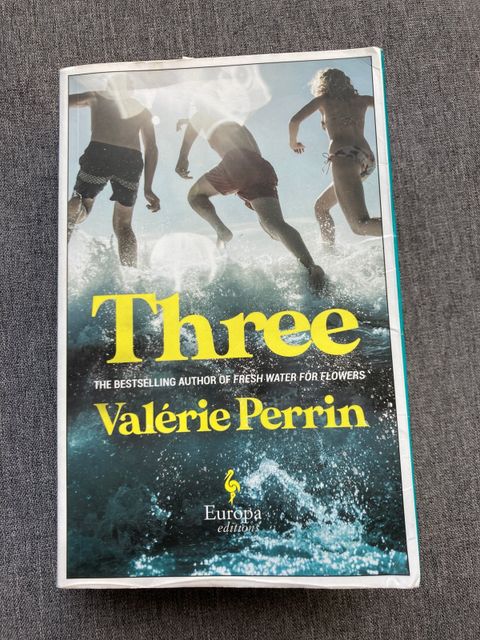 Three
THE BESTSELLING AUTHOR OF FRESH WATER FOR FLOWERS
Valérie Perrin
Europa
editions